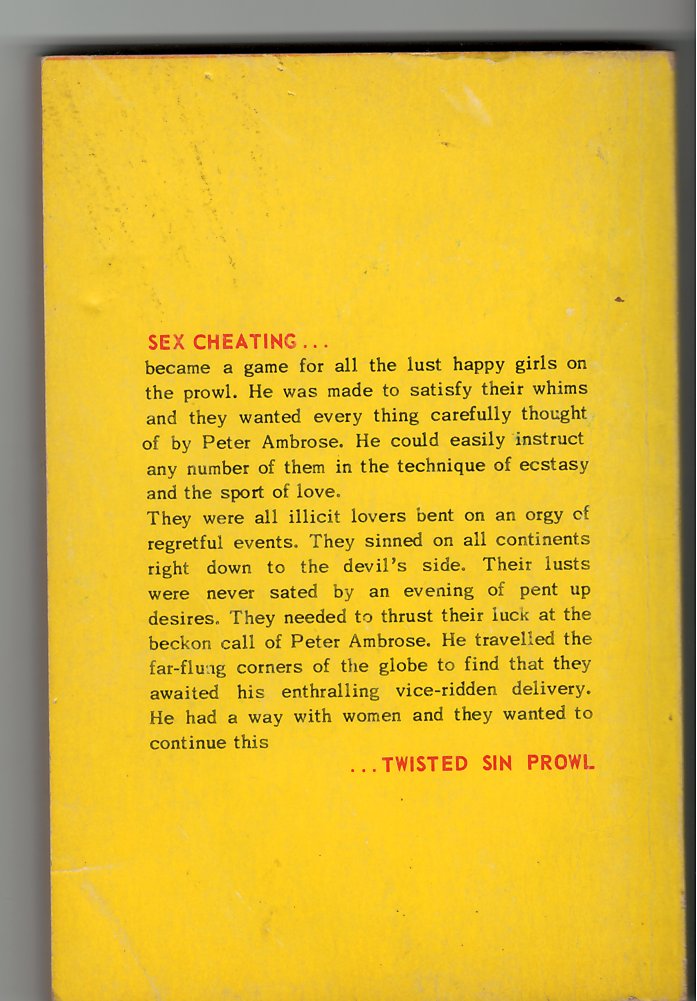 SEX CHEATING...
became a game for all the lust happy girls on
the prowl. He was made to satisfy their whims
and they wanted every thing carefully thought
of by Peter Ambrose. He could easily instruct
any number of them in the technique of ecstasy
and the sport of love.
They were all illicit lovers bent on an orgy of
regretful events. They sinned on all continents
right down to the devil's side. Their lusts
were never sated by an evening of pent up
desires. They needed to thrust their luck at the
beckon call of Peter Ambrose. He travelled the
far-flung corners of the globe to find that they
awaited his enthralling vice-ridden delivery.
He had a way with women and they wanted to
continue this
...TWISTED SIN PROWL